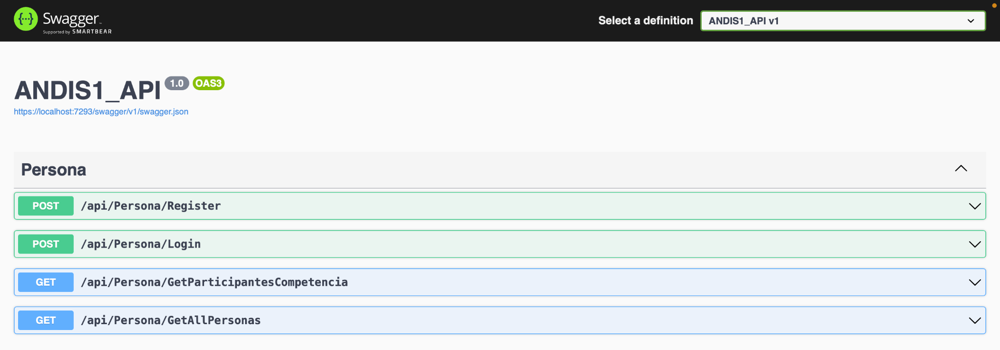 Swagger
Supported by SMARTBEAR
Select a definition
ANDIS1_API v1
ANDIS1_API 1.0 OAS3
https://localhost:7293/swagger/v1/swagger.json
Persona
POST /api/Persona/Register
POST /api/Persona/Login
GET /api/Persona/GetParticipantesCompetencia
GET /api/Persona/GetAllPersonas